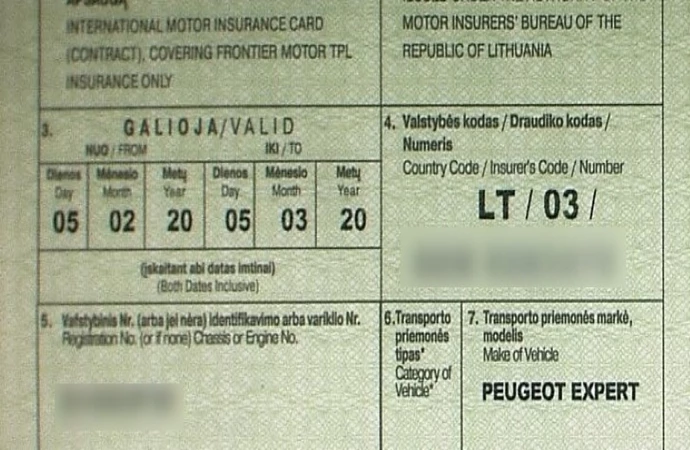 APSAUGA
INTERNATIONAL MOTOR INSURANCE CARD
(CONTRACT), COVERING FRONTIER MOTOR TPL
INSURANCE ONLY
MOTOR INSURERS' BUREAU OF THE
REPUBLIC OF LITHUANIA
3. GALIOJA/VALID
NUO / FROM IKI / TO
Dienos Mėnesio Metų Dienos Mėnesio Metų
Day Month Year Day Month Year
05 02 20 05 03 20
(įskaitant abi datas imtinai)
(Both Dates Inclusive)
4. Valstybės kodas / Draudiko kodas /
Numeris
Country Code / Insurer's Code / Number
LT / 03 /
5. Valstybinis Nr. (arba jei nėra) identifikavimo arba variklio Nr.
Registration No. (or if none) Chassis or Engine No.
6. Transporto
priemonės
tipas*
Category of
Vehicle*
7. Transporto priemonės markė,
modelis
Make of Vehicle
PEUGEOT EXPERT